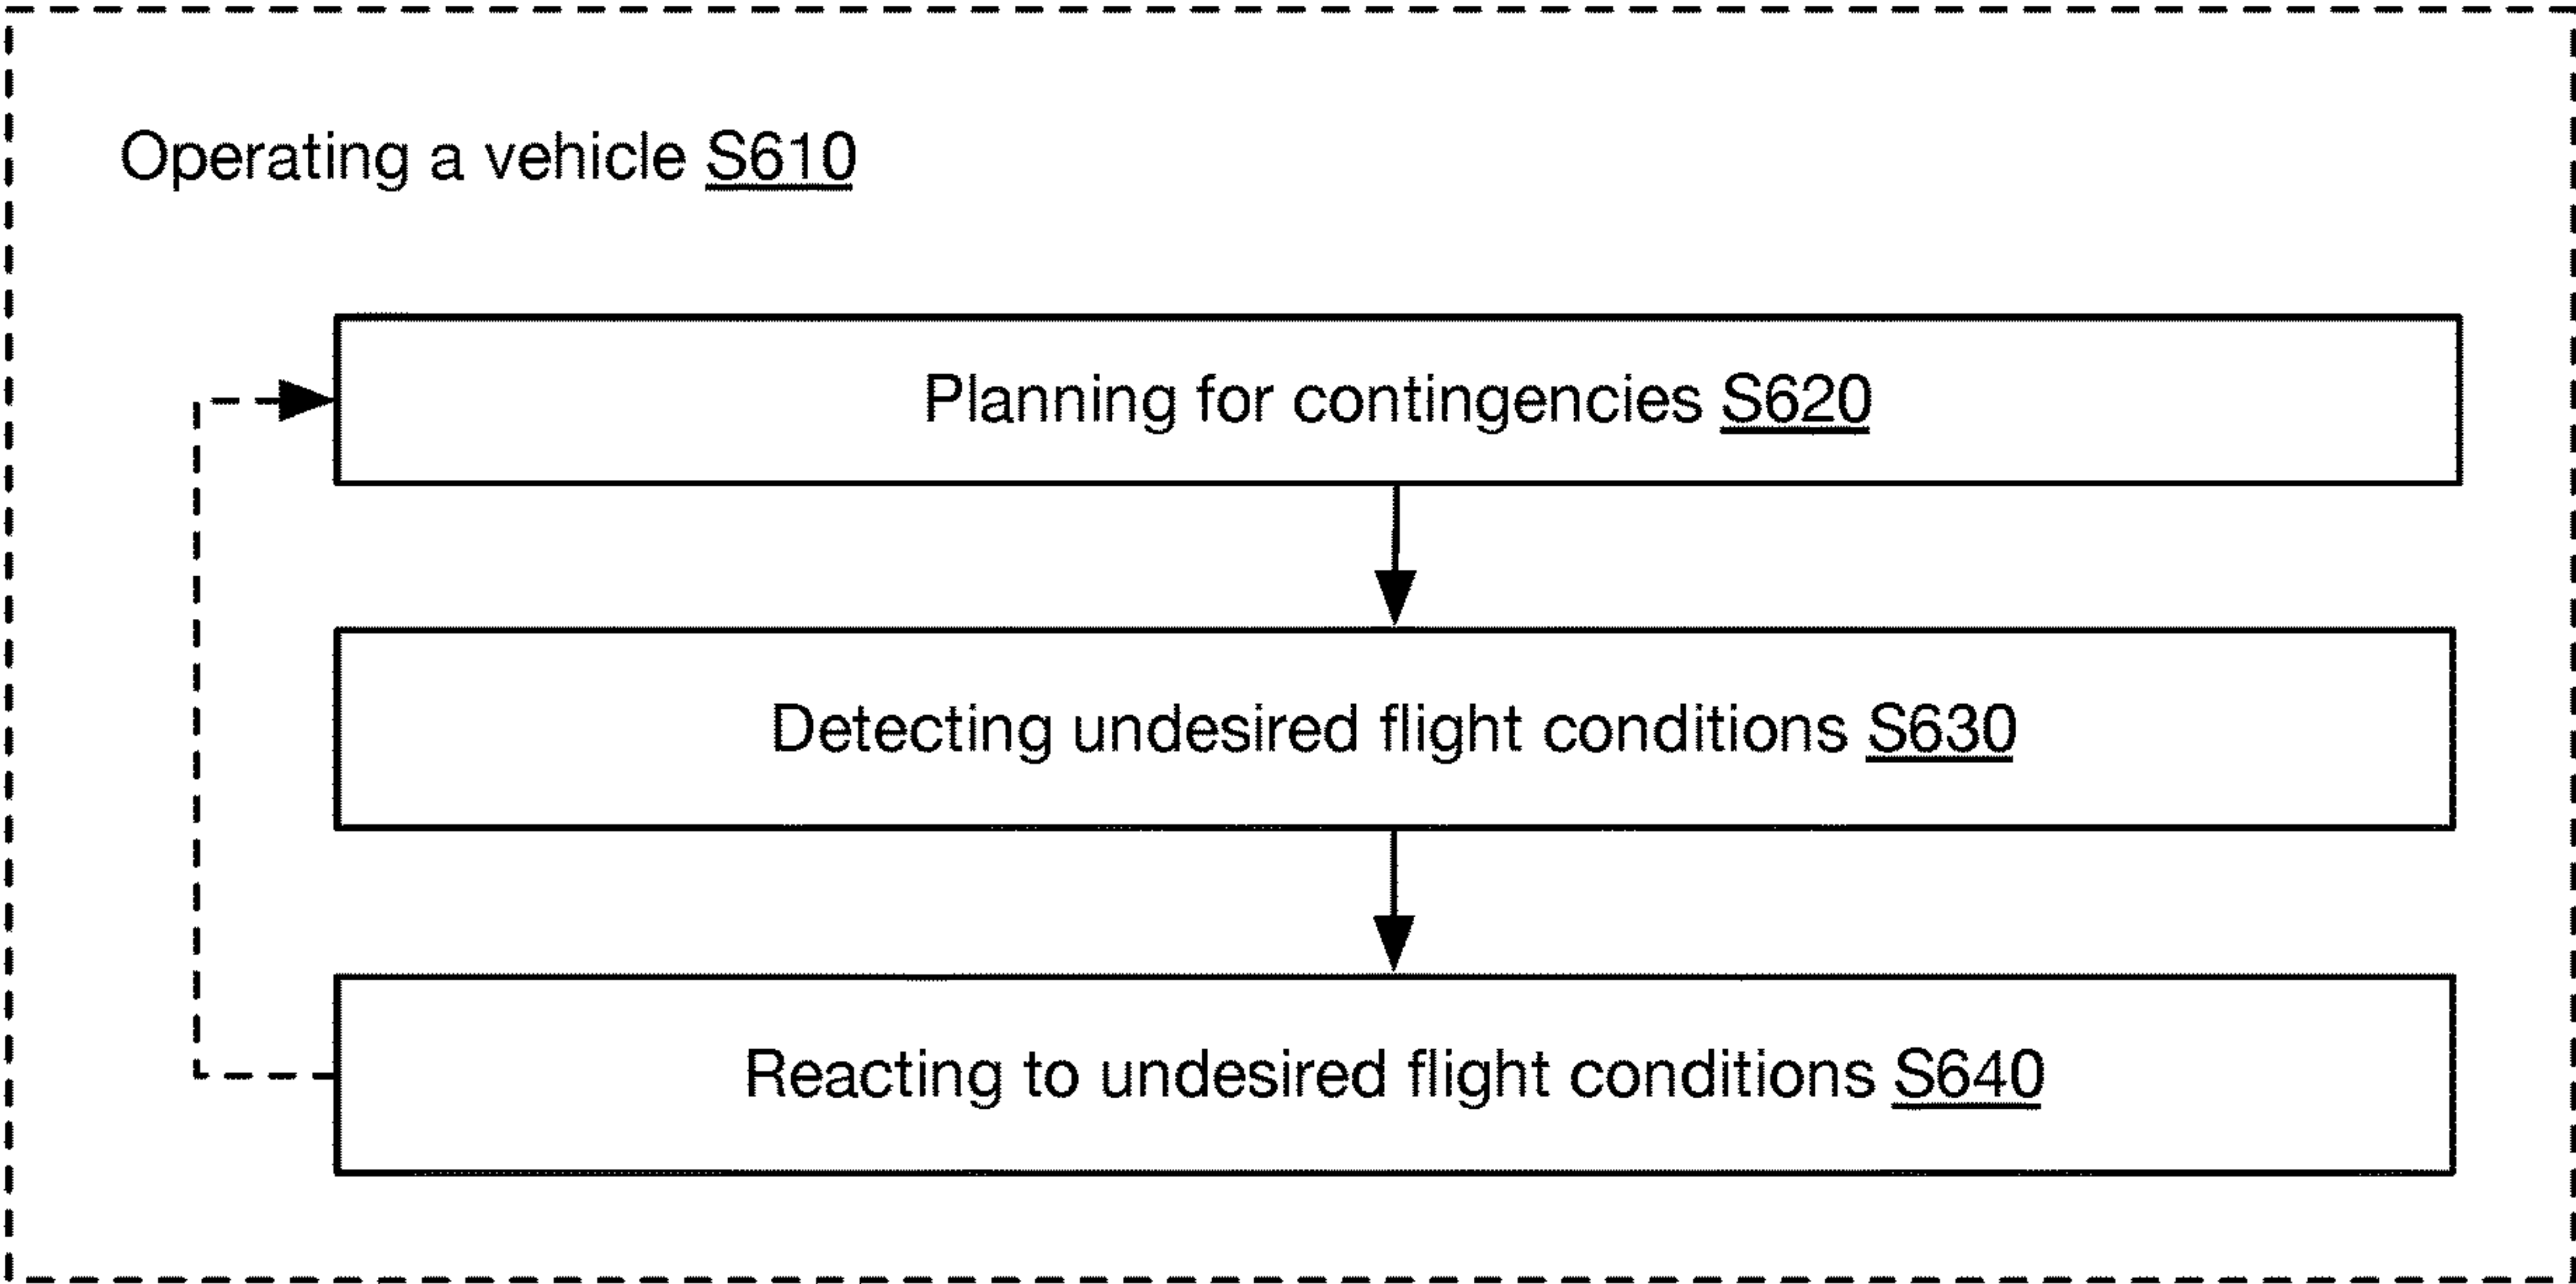 Operating a vehicle S610
Planning for contingencies S620
Detecting undesired flight conditions S630
Reacting to undesired flight conditions S640